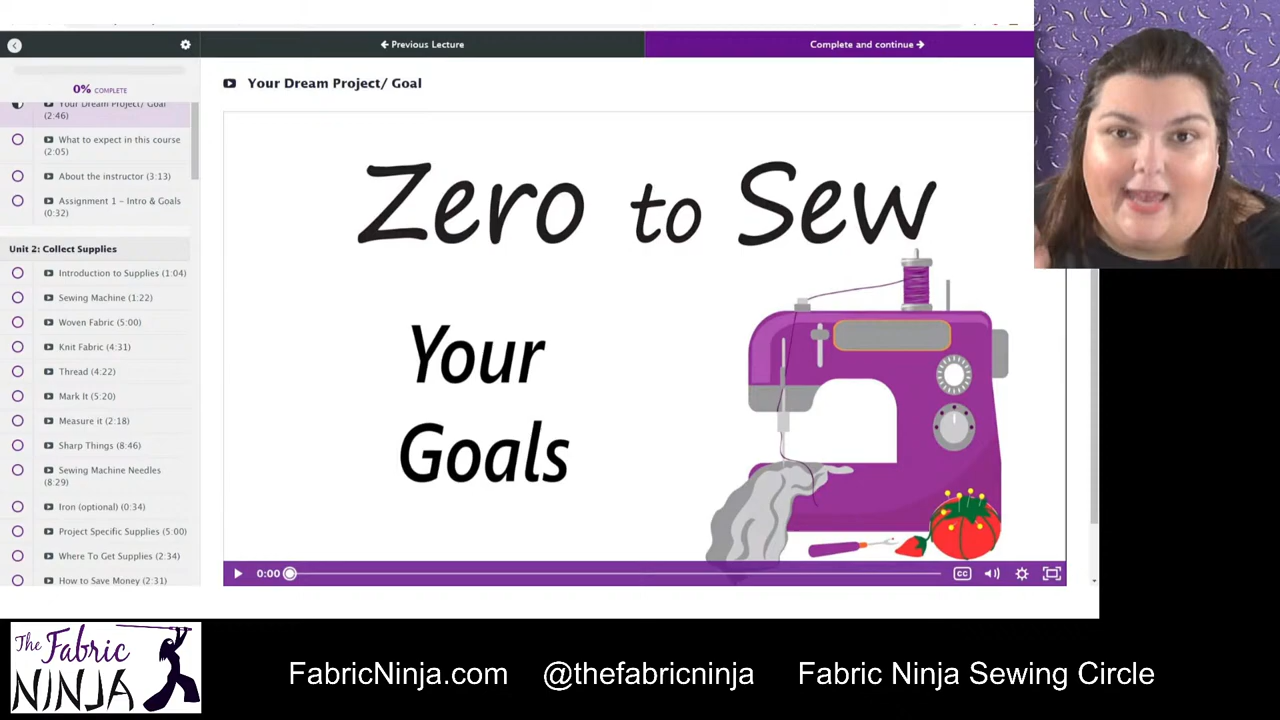 Previous Lecture
Complete and continue
0% COMPLETE
Your Dream Project/ Goal
(2:46)
What to expect in this course
(2:05)
About the instructor (3:13)
Assignment 1 – Intro & Goals
(0:32)
Unit 2: Collect Supplies
Introduction to Supplies (1:04)
Sewing Machine (1:22)
Woven Fabric (5:00)
Knit Fabric (4:31)
Thread (4:22)
Mark It (5:20)
Measure it (2:18)
Sharp Things (8:46)
Sewing Machine Needles
(8:29)
Iron (optional) (0:34)
Project Specific Supplies (5:00)
Where To Get Supplies (2:34)
How to Save Money (2:31)
Your Dream Project/ Goal
Zero to Sew
Your
Goals
0:00
CC
The Fabric
NINJA
FabricNinja.com @thefabricninja Fabric Ninja Sewing Circle